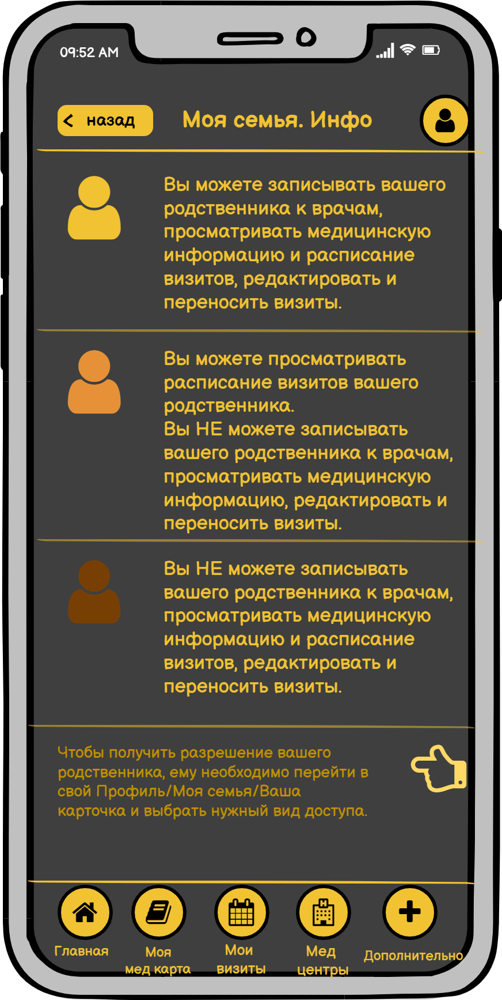 09:52 AM
назад
Моя семья. Инфо
Вы можете записывать вашего
родственника к врачам,
просматривать медицинскую
информацию и расписание
визитов, редактировать и
переносить визиты.
Вы можете просматривать
расписание визитов вашего
родственника.
Вы НЕ можете записывать
вашего родственника к врачам,
просматривать медицинскую
информацию, редактировать и
переносить визиты.
Вы НЕ можете записывать
вашего родственника к врачам,
просматривать медицинскую
информацию и расписание
визитов, редактировать и
переносить визиты.
Чтобы получить разрешение вашего
родственника, ему необходимо перейти в
свой Профиль/Моя семья/Ваша
карточка и выбрать нужный вид доступа.
Главная
Моя
мед карта
Мои
визиты
Мед
центры
Дополнительно